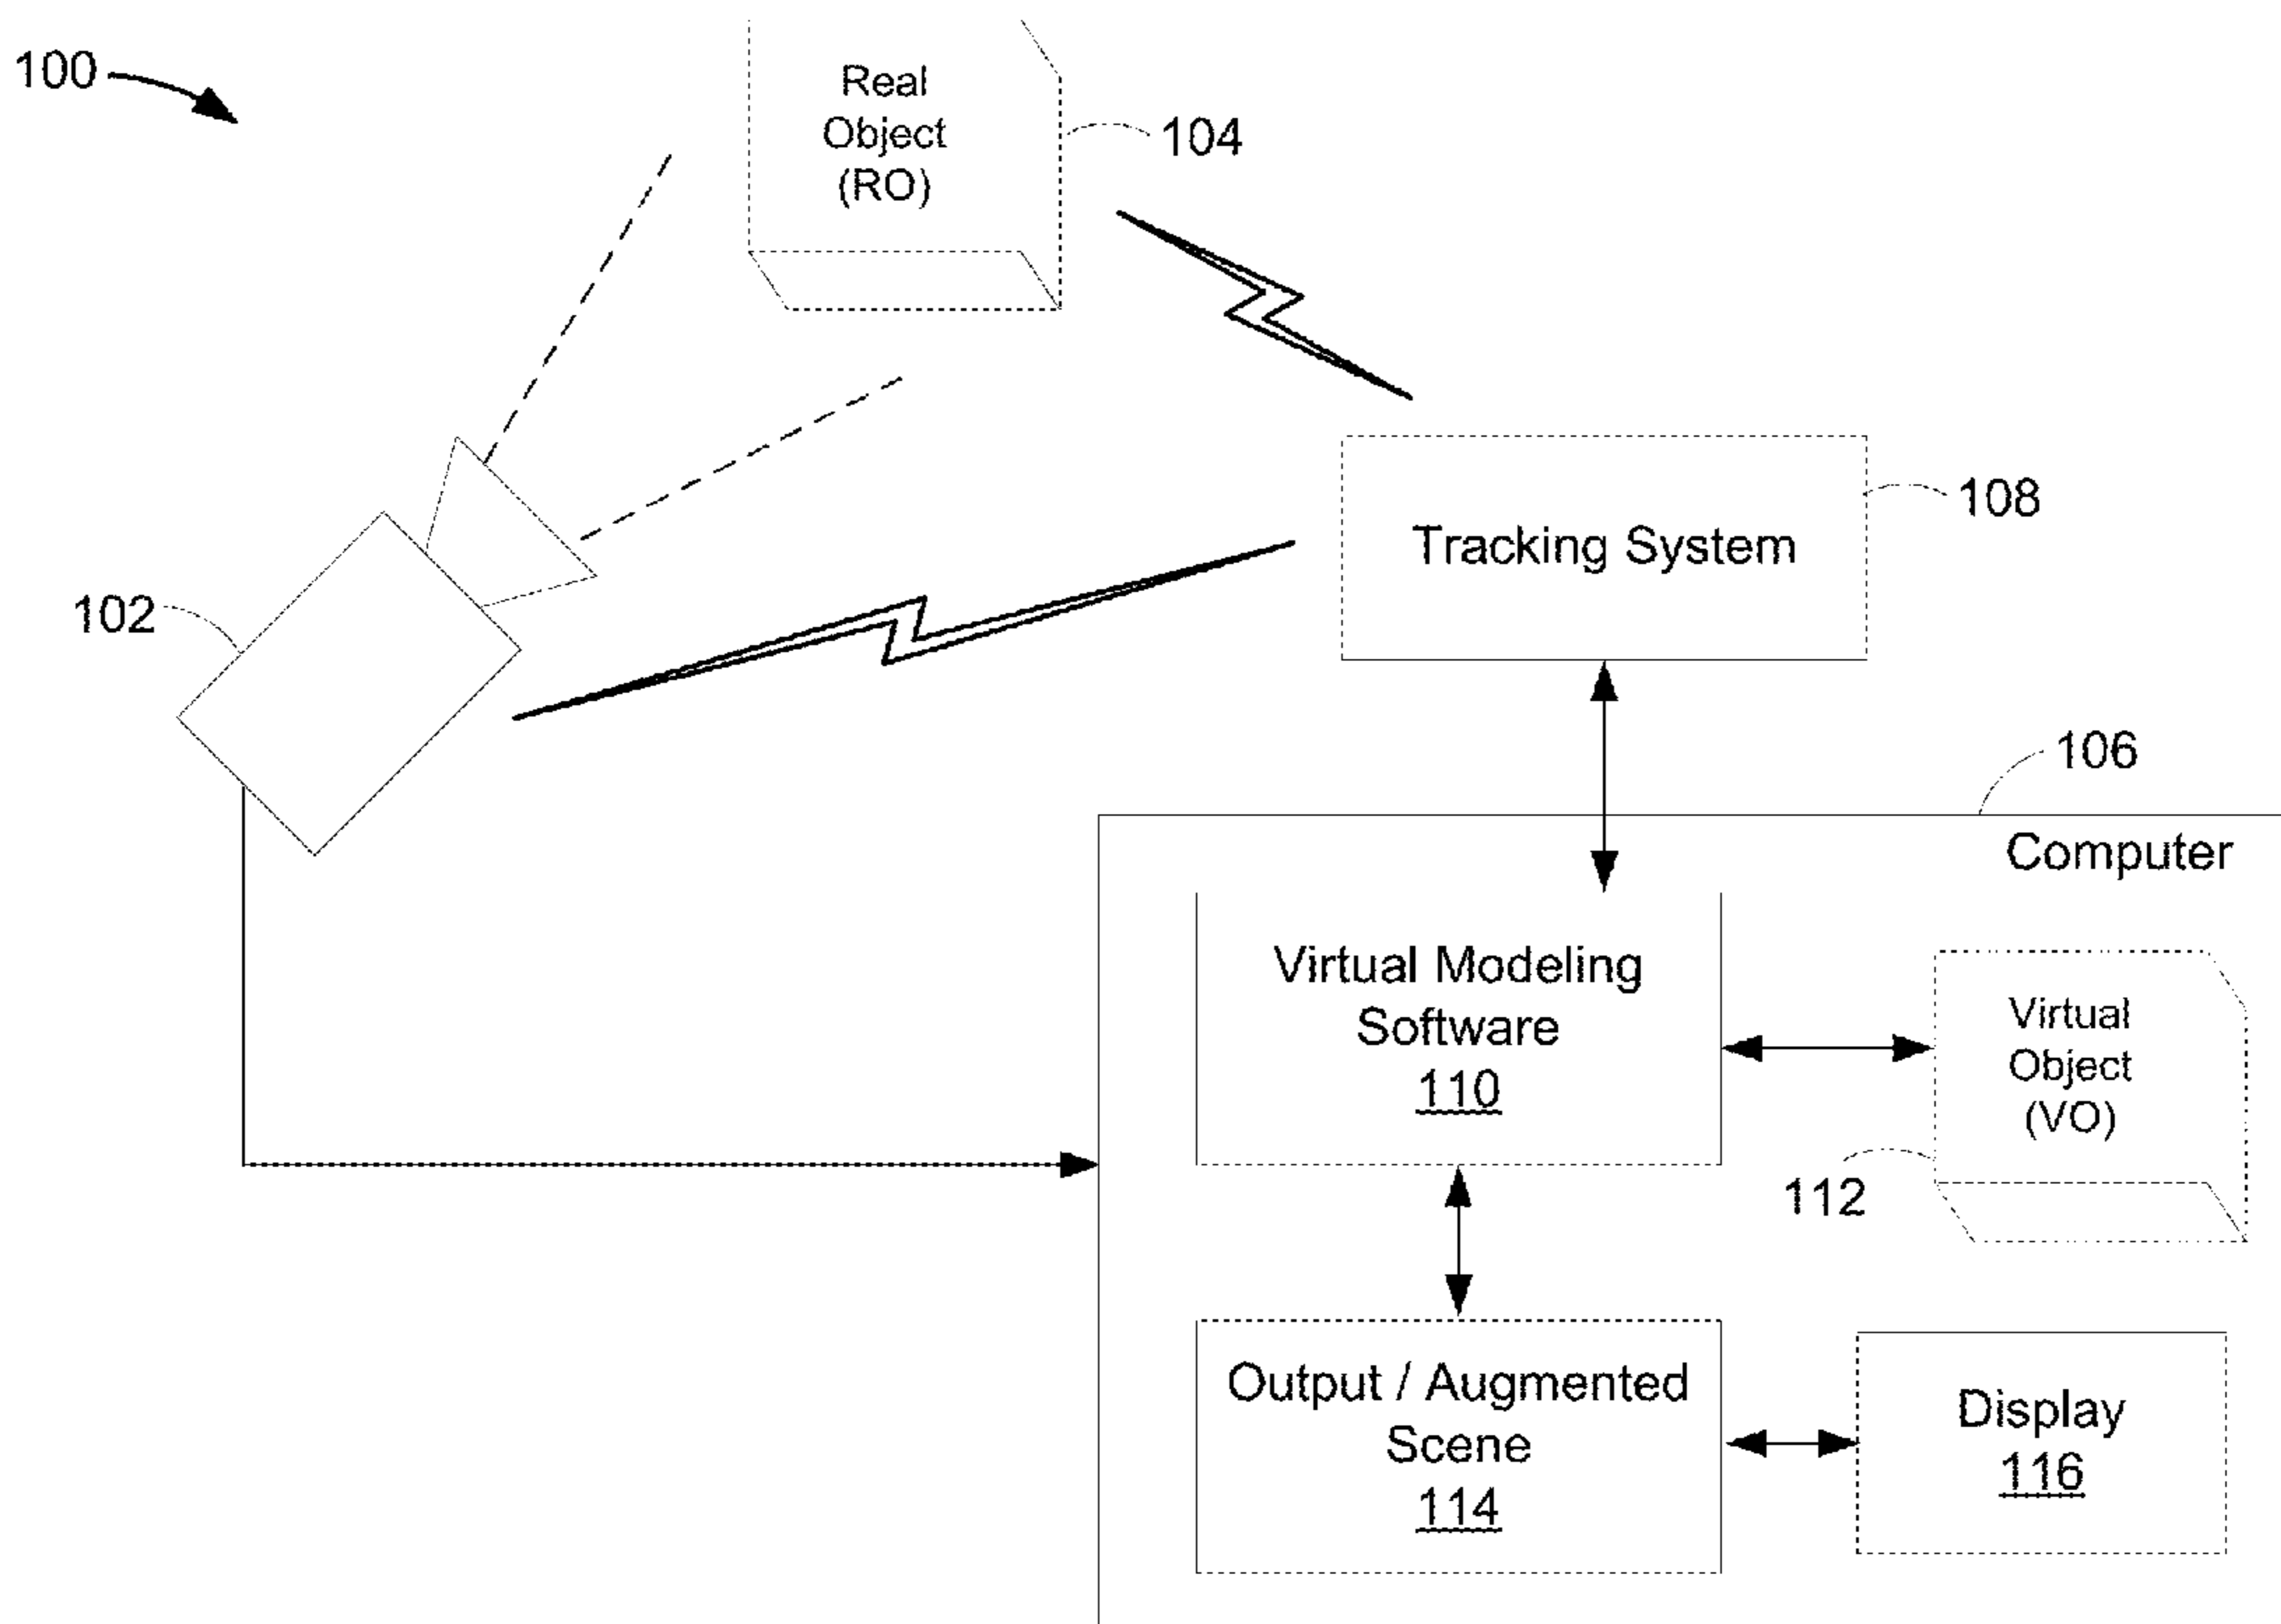 100
Real
Object
(RO)
104
Tracking System
108
102
106
Computer
Virtual Modeling
Software
110
Virtual
Object
(VO)
112
Output / Augmented
Scene
114
Display
116